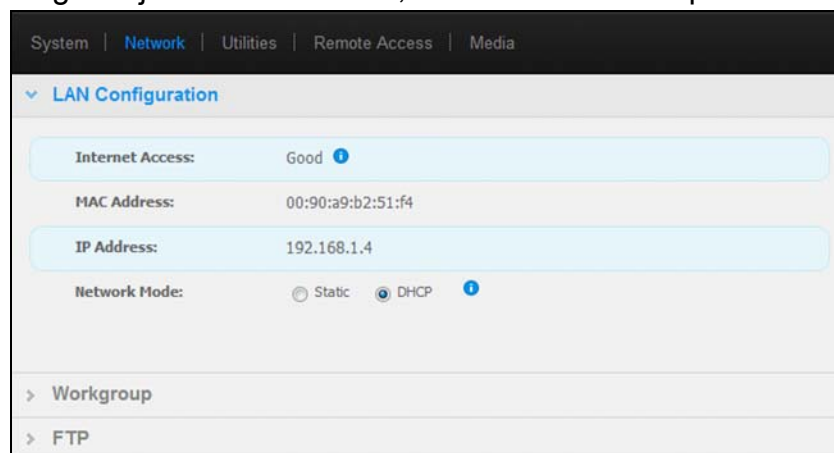 System | Network | Utilities | Remote Access | Media
LAN Configuration
Internet Access: Good
MAC Address: 00:90:a9:b2:51:f4
IP Address: 192.168.1.4
Network Mode: Static DHCP
Workgroup
FTP